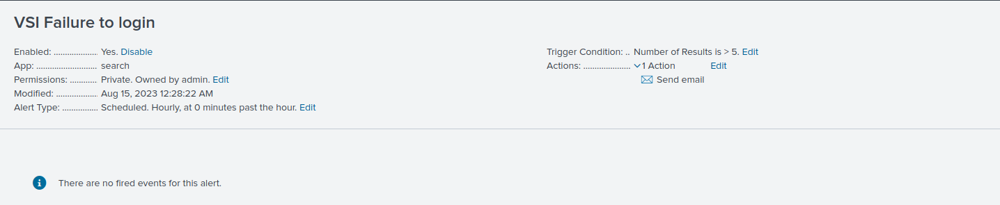 VSI Failure to login
Enabled: ................... Yes. Disable
App: .......................... search
Permissions: ............ Private. Owned by admin. Edit
Modified: .................. Aug 15, 2023 12:28:22 AM
Alert Type: ................ Scheduled. Hourly, at 0 minutes past the hour. Edit
Trigger Condition: .. Number of Results is > 5. Edit
Actions: ..................... 1 Action Edit
Send email
There are no fired events for this alert.